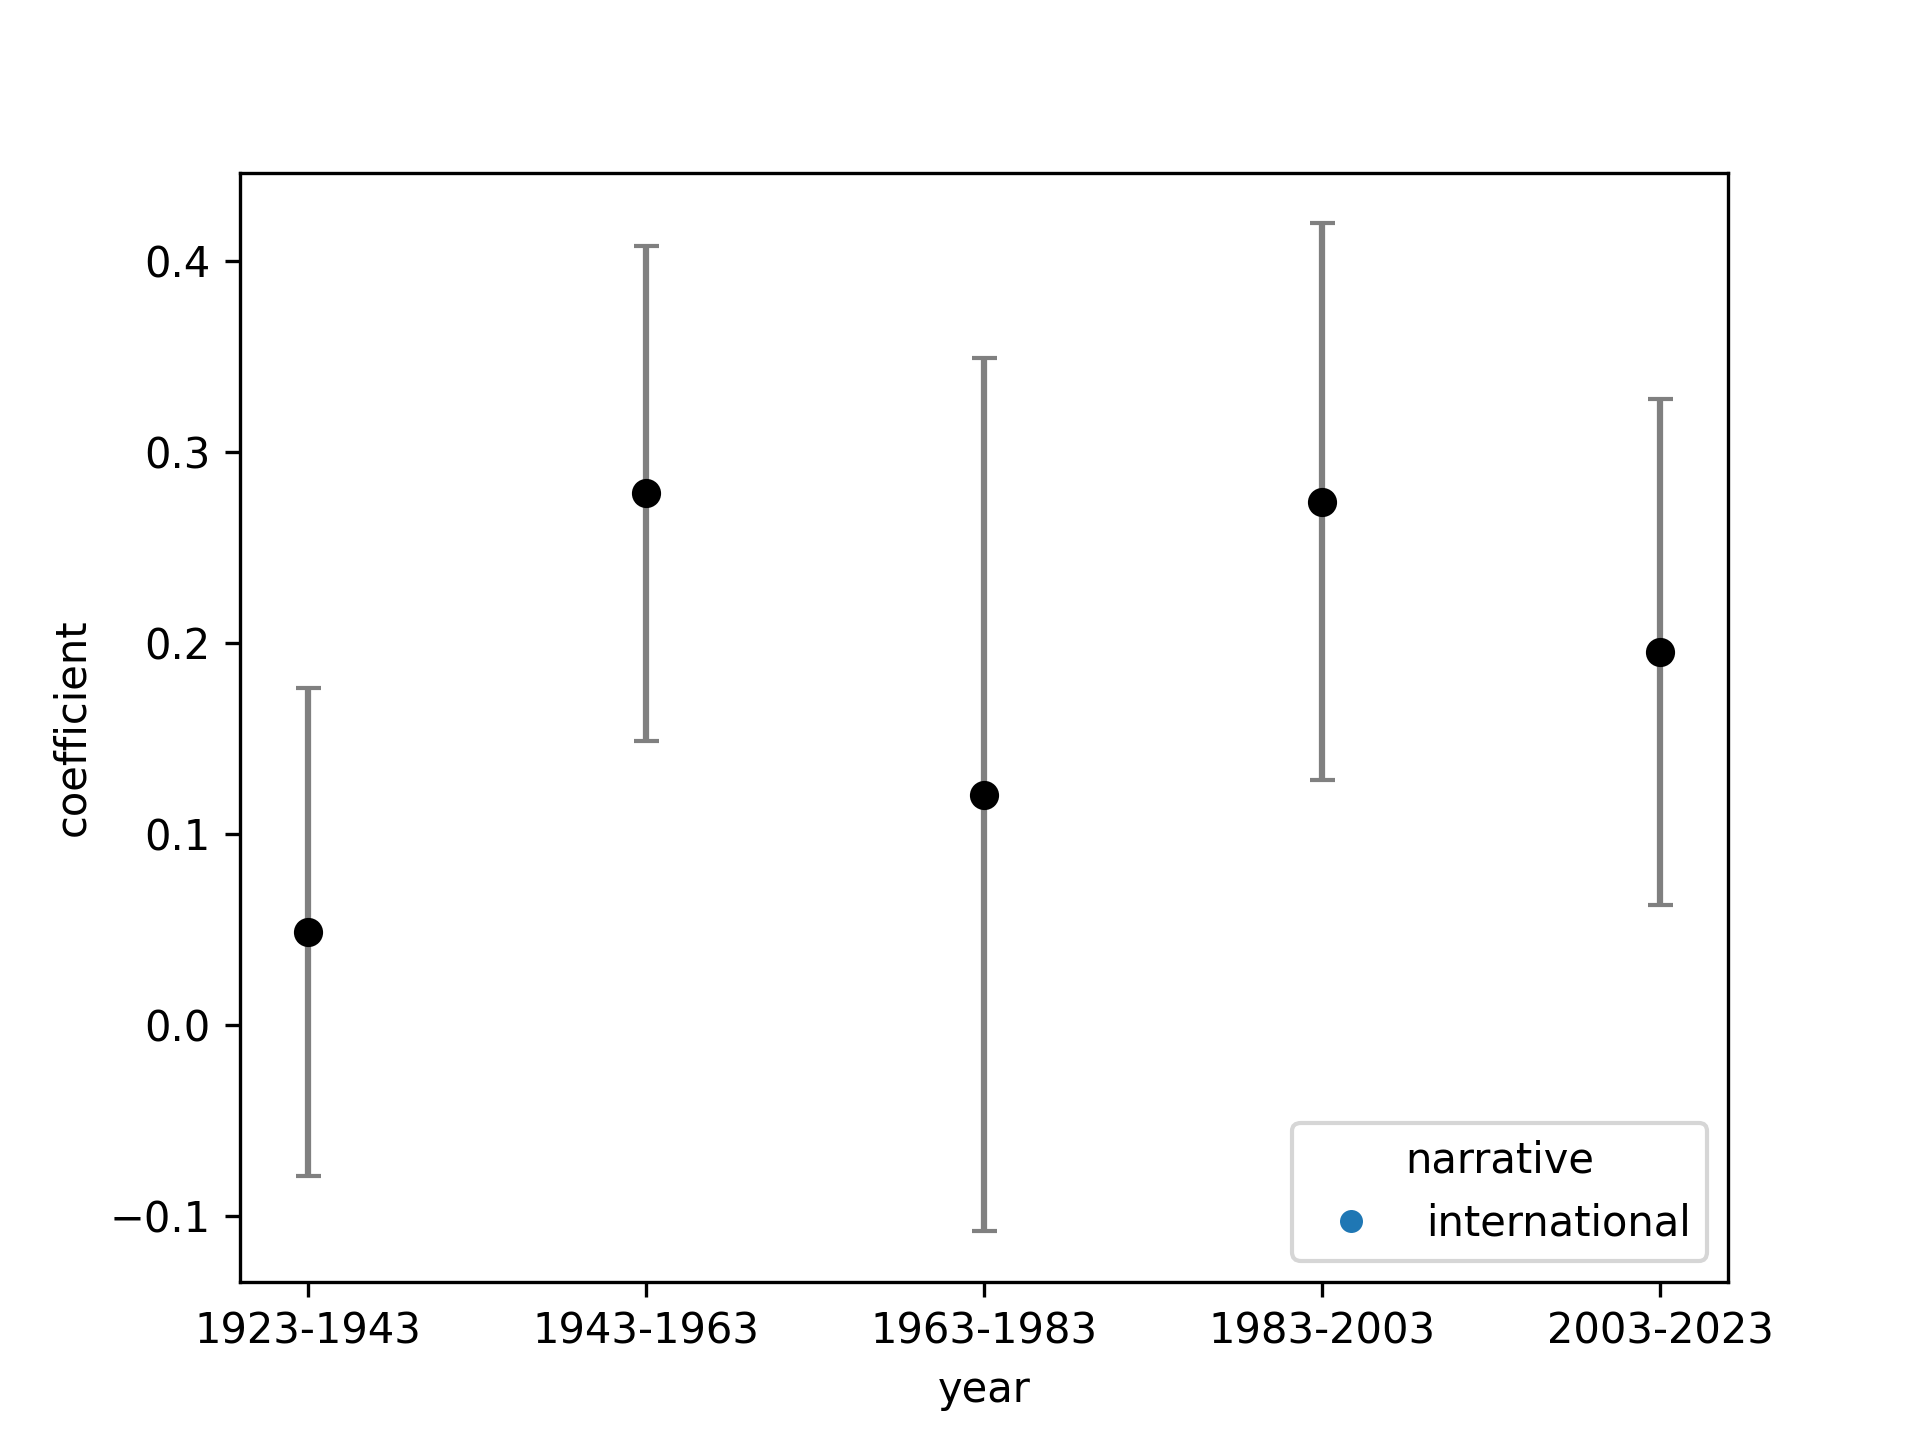 0.4
0.3
0.2
0.1
0.0
−0.1
coefficient
narrative
international
1923-1943 1943-1963 1963-1983 1983-2003 2003-2023
year